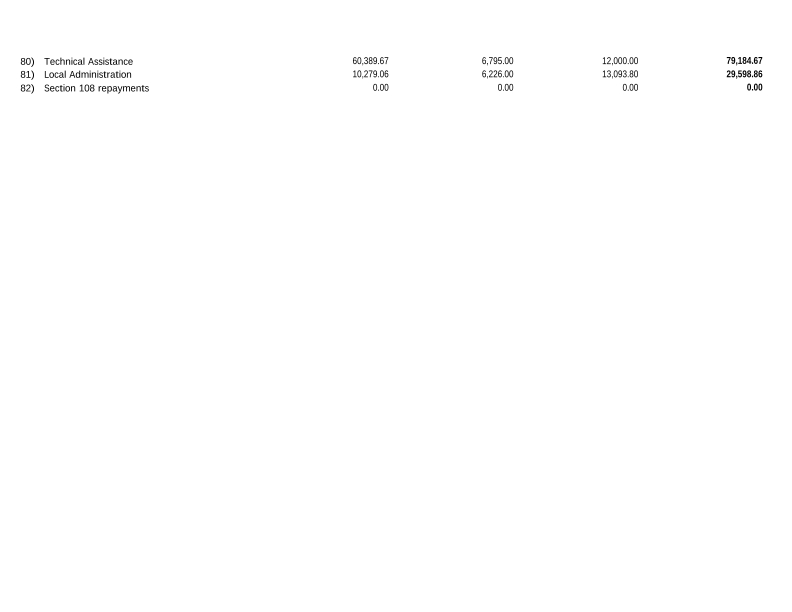 80) Technical Assistance 60,389.67 6,795.00 12,000.00 79,184.67
81) Local Administration 10,279.06 6,226.00 13,093.80 29,598.86
82) Section 108 repayments 0.00 0.00 0.00 0.00